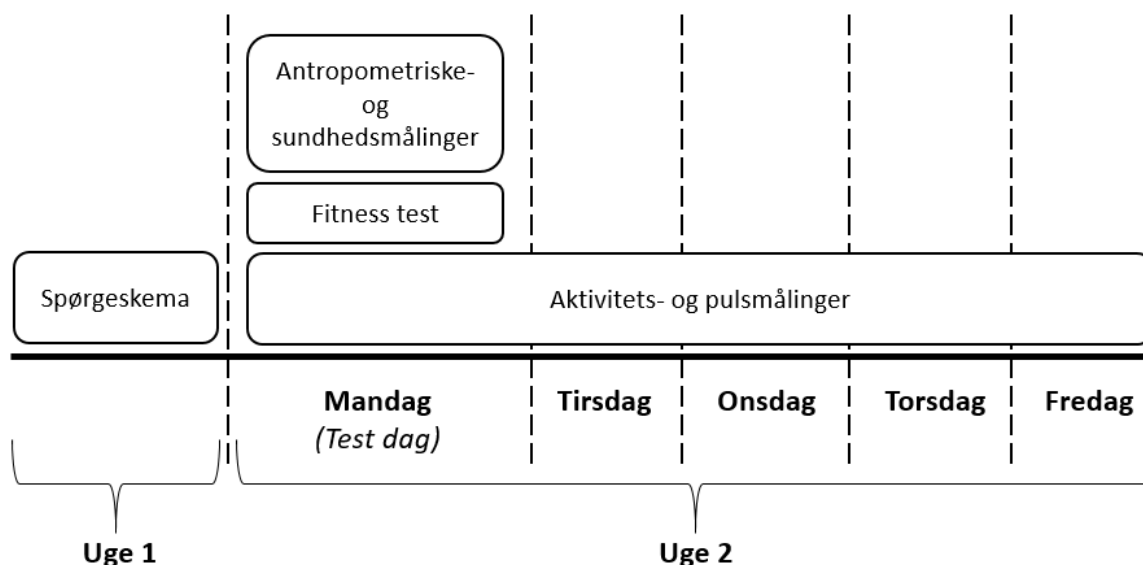 Antropometriske-
og
sundhedsmålinger
Fitness test
Spørgeskema
Aktivitets- og pulsmålinger
Mandag
(Test dag)
Tirsdag
Onsdag
Torsdag
Fredag
Uge 1
Uge 2